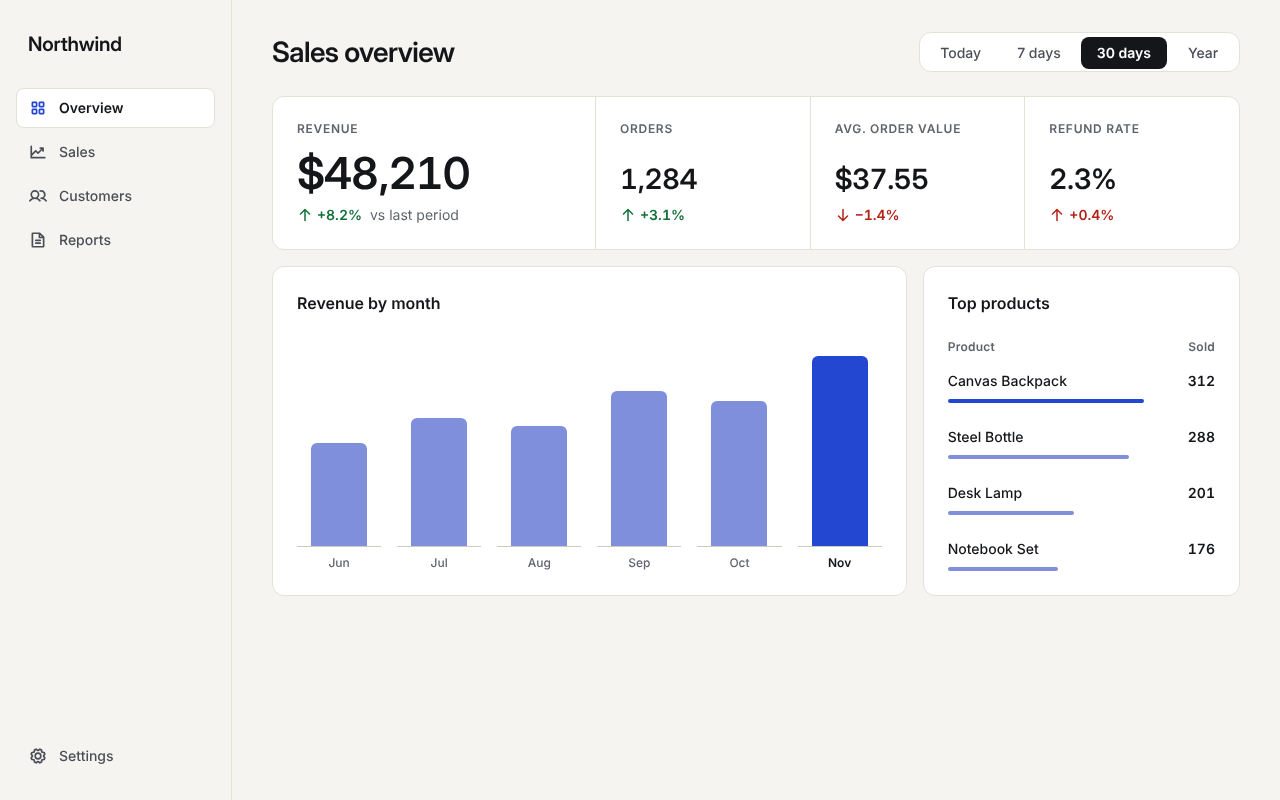 Northwind
Overview
Sales
Customers
Reports
Settings
Sales overview
Today 7 days 30 days Year
REVENUE
$48,210
+8.2% vs last period
ORDERS
1,284
+3.1%
AVG. ORDER VALUE
$37.55
−1.4%
REFUND RATE
2.3%
+0.4%
Revenue by month
Jun Jul Aug Sep Oct Nov
Top products
Product Sold
Canvas Backpack 312
Steel Bottle 288
Desk Lamp 201
Notebook Set 176